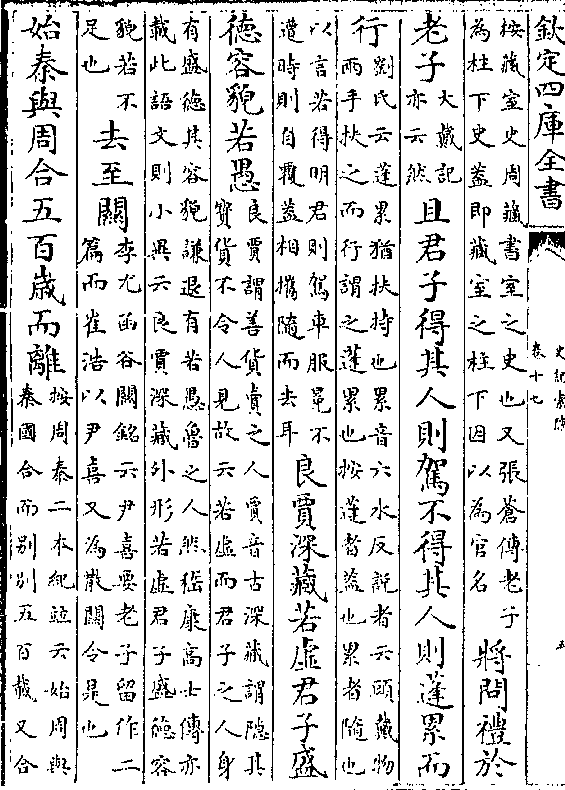 欽定四庫全書
史記索隱
卷十七
五
按藏室史周藏書室之史也又張蒼傳老子
為柱下史蓋即藏室之柱下因以為官名
將問禮於
老子
大戴記
亦云然
且君子得其人則駕不得其人則蓬累而
行
劉氏云蓬累猶扶持也累音六水反說者云頭戴物
兩手扶之而行謂之蓬累也按蓬者蓋也累者隨也
以言若得明君則駕車服冕不
遭時則自覆蓋相攜隨而去耳
良賈深藏若虛君子盛
德容貌若愚
良賈謂善貨賣之人賈音古深藏謂隱其
寶貨不令人見故云若虛而君子之人身
有盛德其容貌謙退有若愚魯之人然嵇康高士傳亦
載此語文則小異云良賈深藏外形若虛君子盛德容
貌若不
足也
去至關
李尤函谷關銘云尹喜要老子留作二
篇而崔浩以尹喜又為散關令是也
始秦與周合五百歲而離
按周秦二本紀並云始周與
秦國合而别别五百載又合